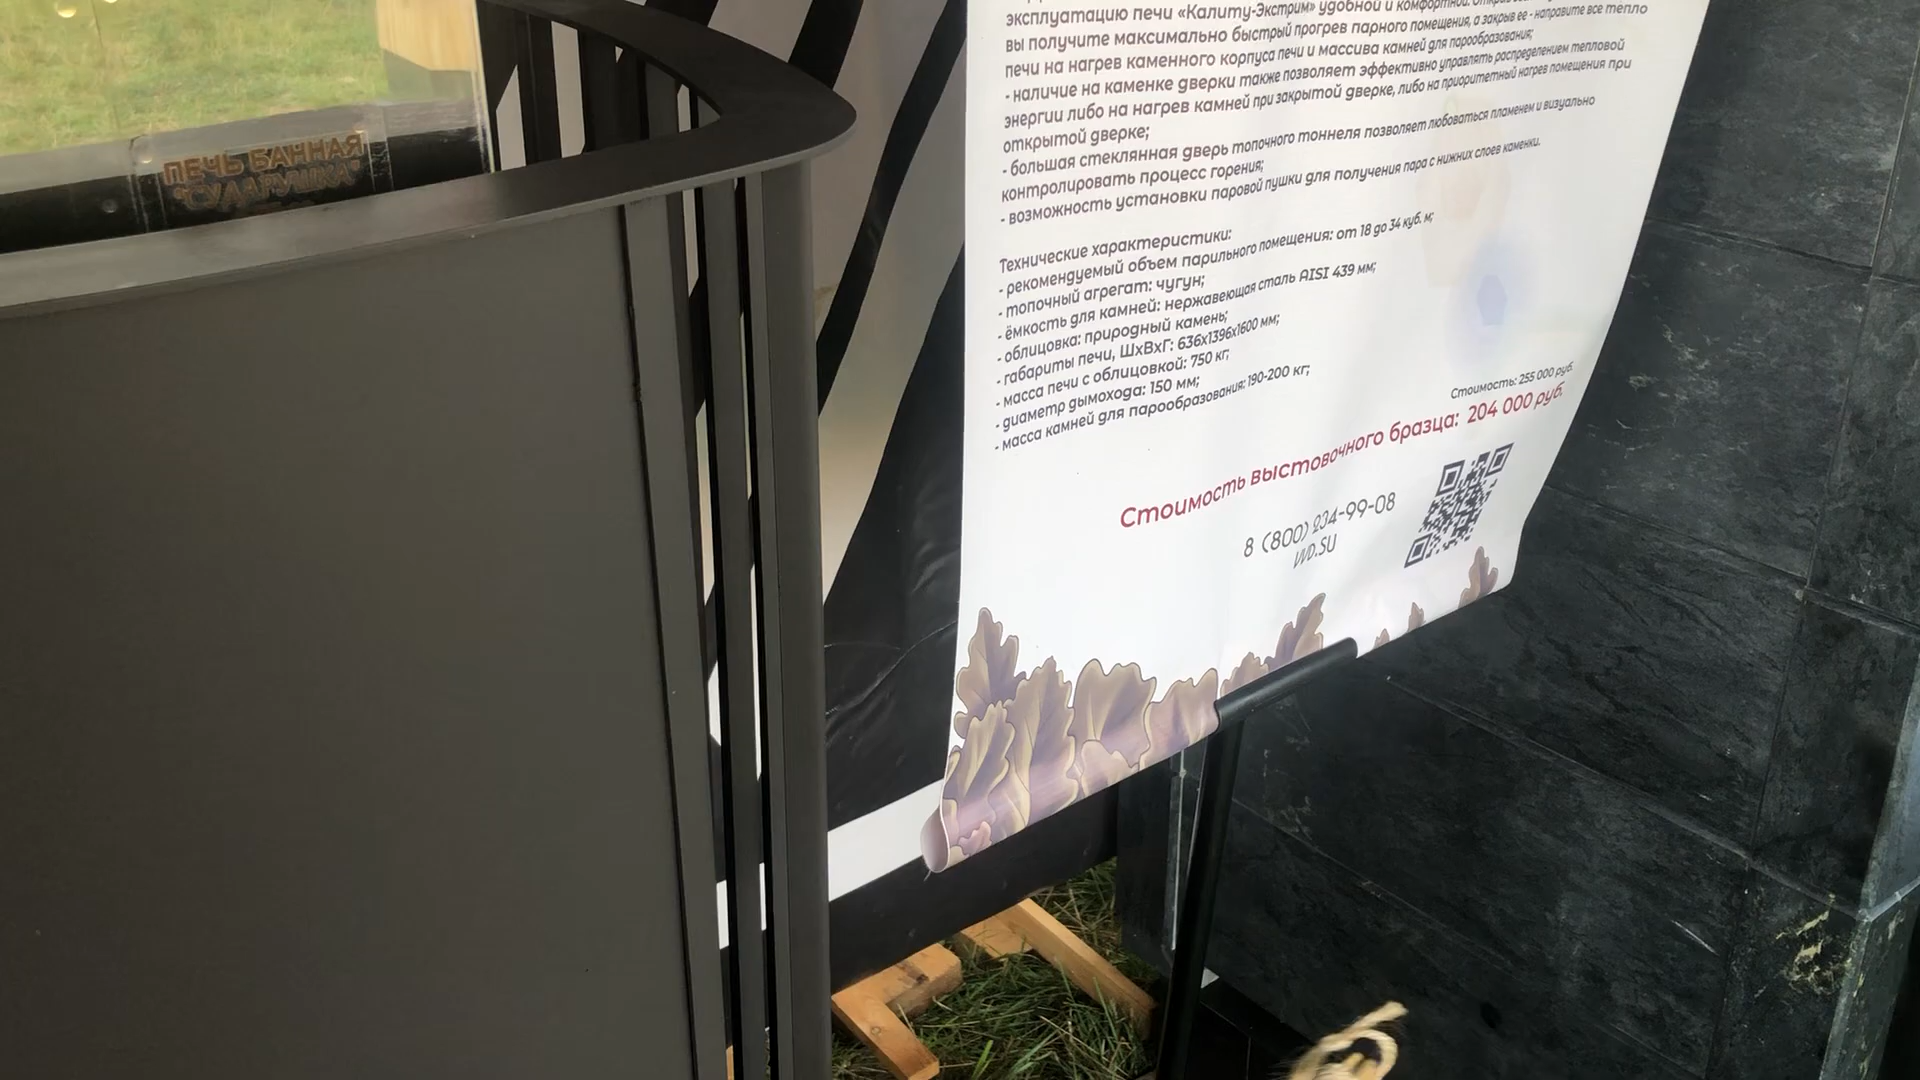 ПЕЧЬ БАННАЯ
"СУДАРУШКА"
эксплуатацию печи «Калиту-Экстрим» удобной и комфортной.
вы получите максимально быстрый прогрев парного помещения, а закрыв ее - направите все тепло
печи на нагрев каменного корпуса печи и массива камней для парообразования;
- наличие на каменке дверки также позволяет эффективно управлять распределением тепловой
энергии либо на нагрев камней при закрытой дверке, либо на приоритетный нагрев помещения при
открытой дверке;
- большая стеклянная дверь топочного тоннеля позволяет любоваться пламенем и визуально
контролировать процесс горения;
- возможность установки паровой пушки для получения пара с нижних слоев каменки.
Технические характеристики:
- рекомендуемый объем парильного помещения: от 18 до 34 куб. м;
- топочный агрегат: чугун;
- ёмкость для камней: нержавеющая сталь AISI 439 мм;
- облицовка: природный камень;
- габариты печи, ШхВхГ: 636х1396х1600 мм;
- масса печи с облицовкой: 750 кг;
- диаметр дымохода: 150 мм;
- масса камней для парообразования: 190-200 кг;
Стоимость: 255 000 руб.
Стоимость выстовочного бразца: 204 000 руб.
8 (800) 234-99-08
VVD.SU